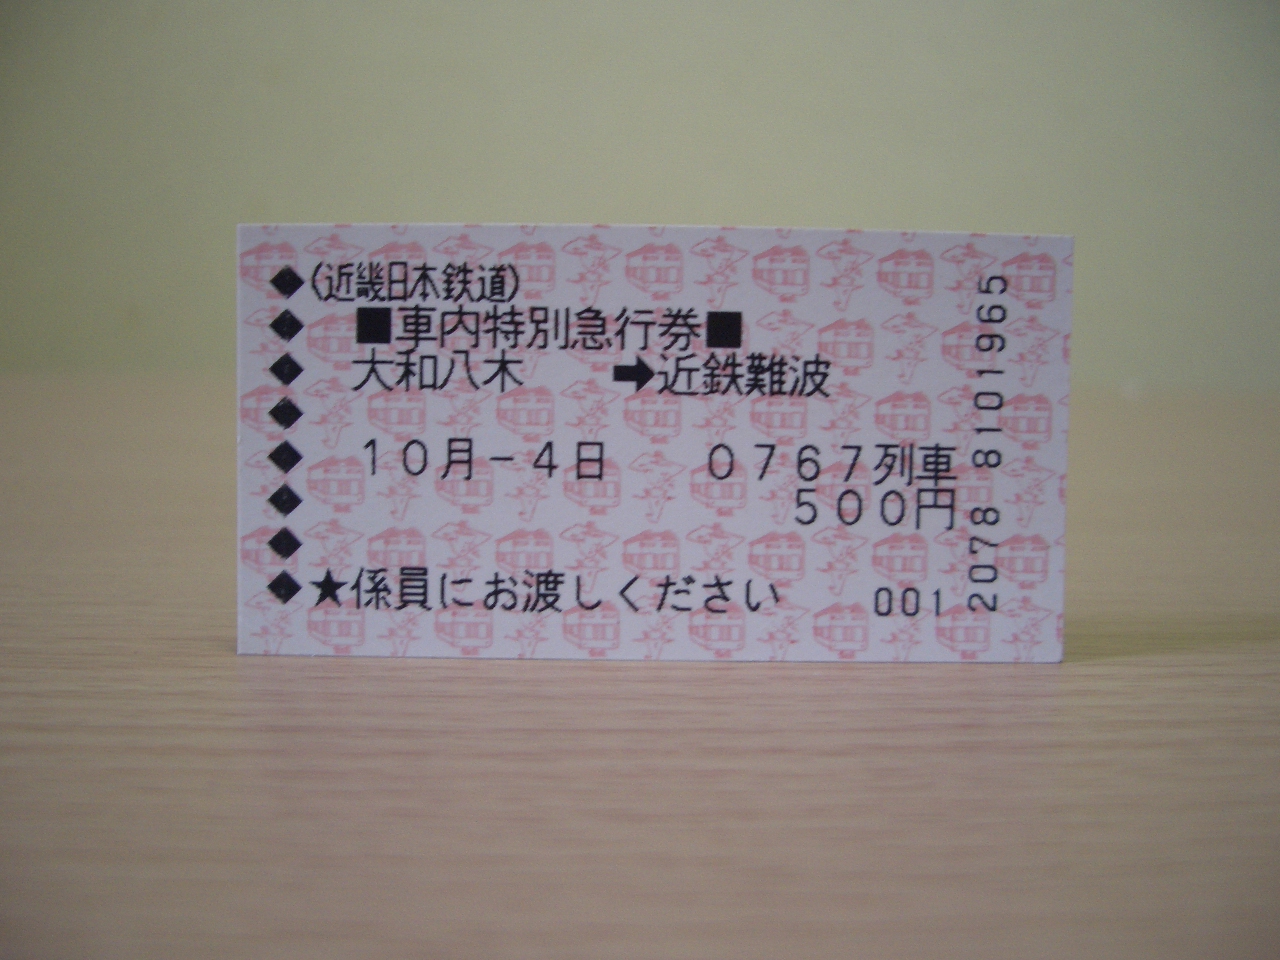 ◆(近畿日本鉄道)
◆ ■車内特別急行券■
◆ 大和八木 ➡近鉄難波
◆
◆ 10月-4日 0767列車
◆ 500円
◆
◆★係員にお渡しください 001
2078 8101965